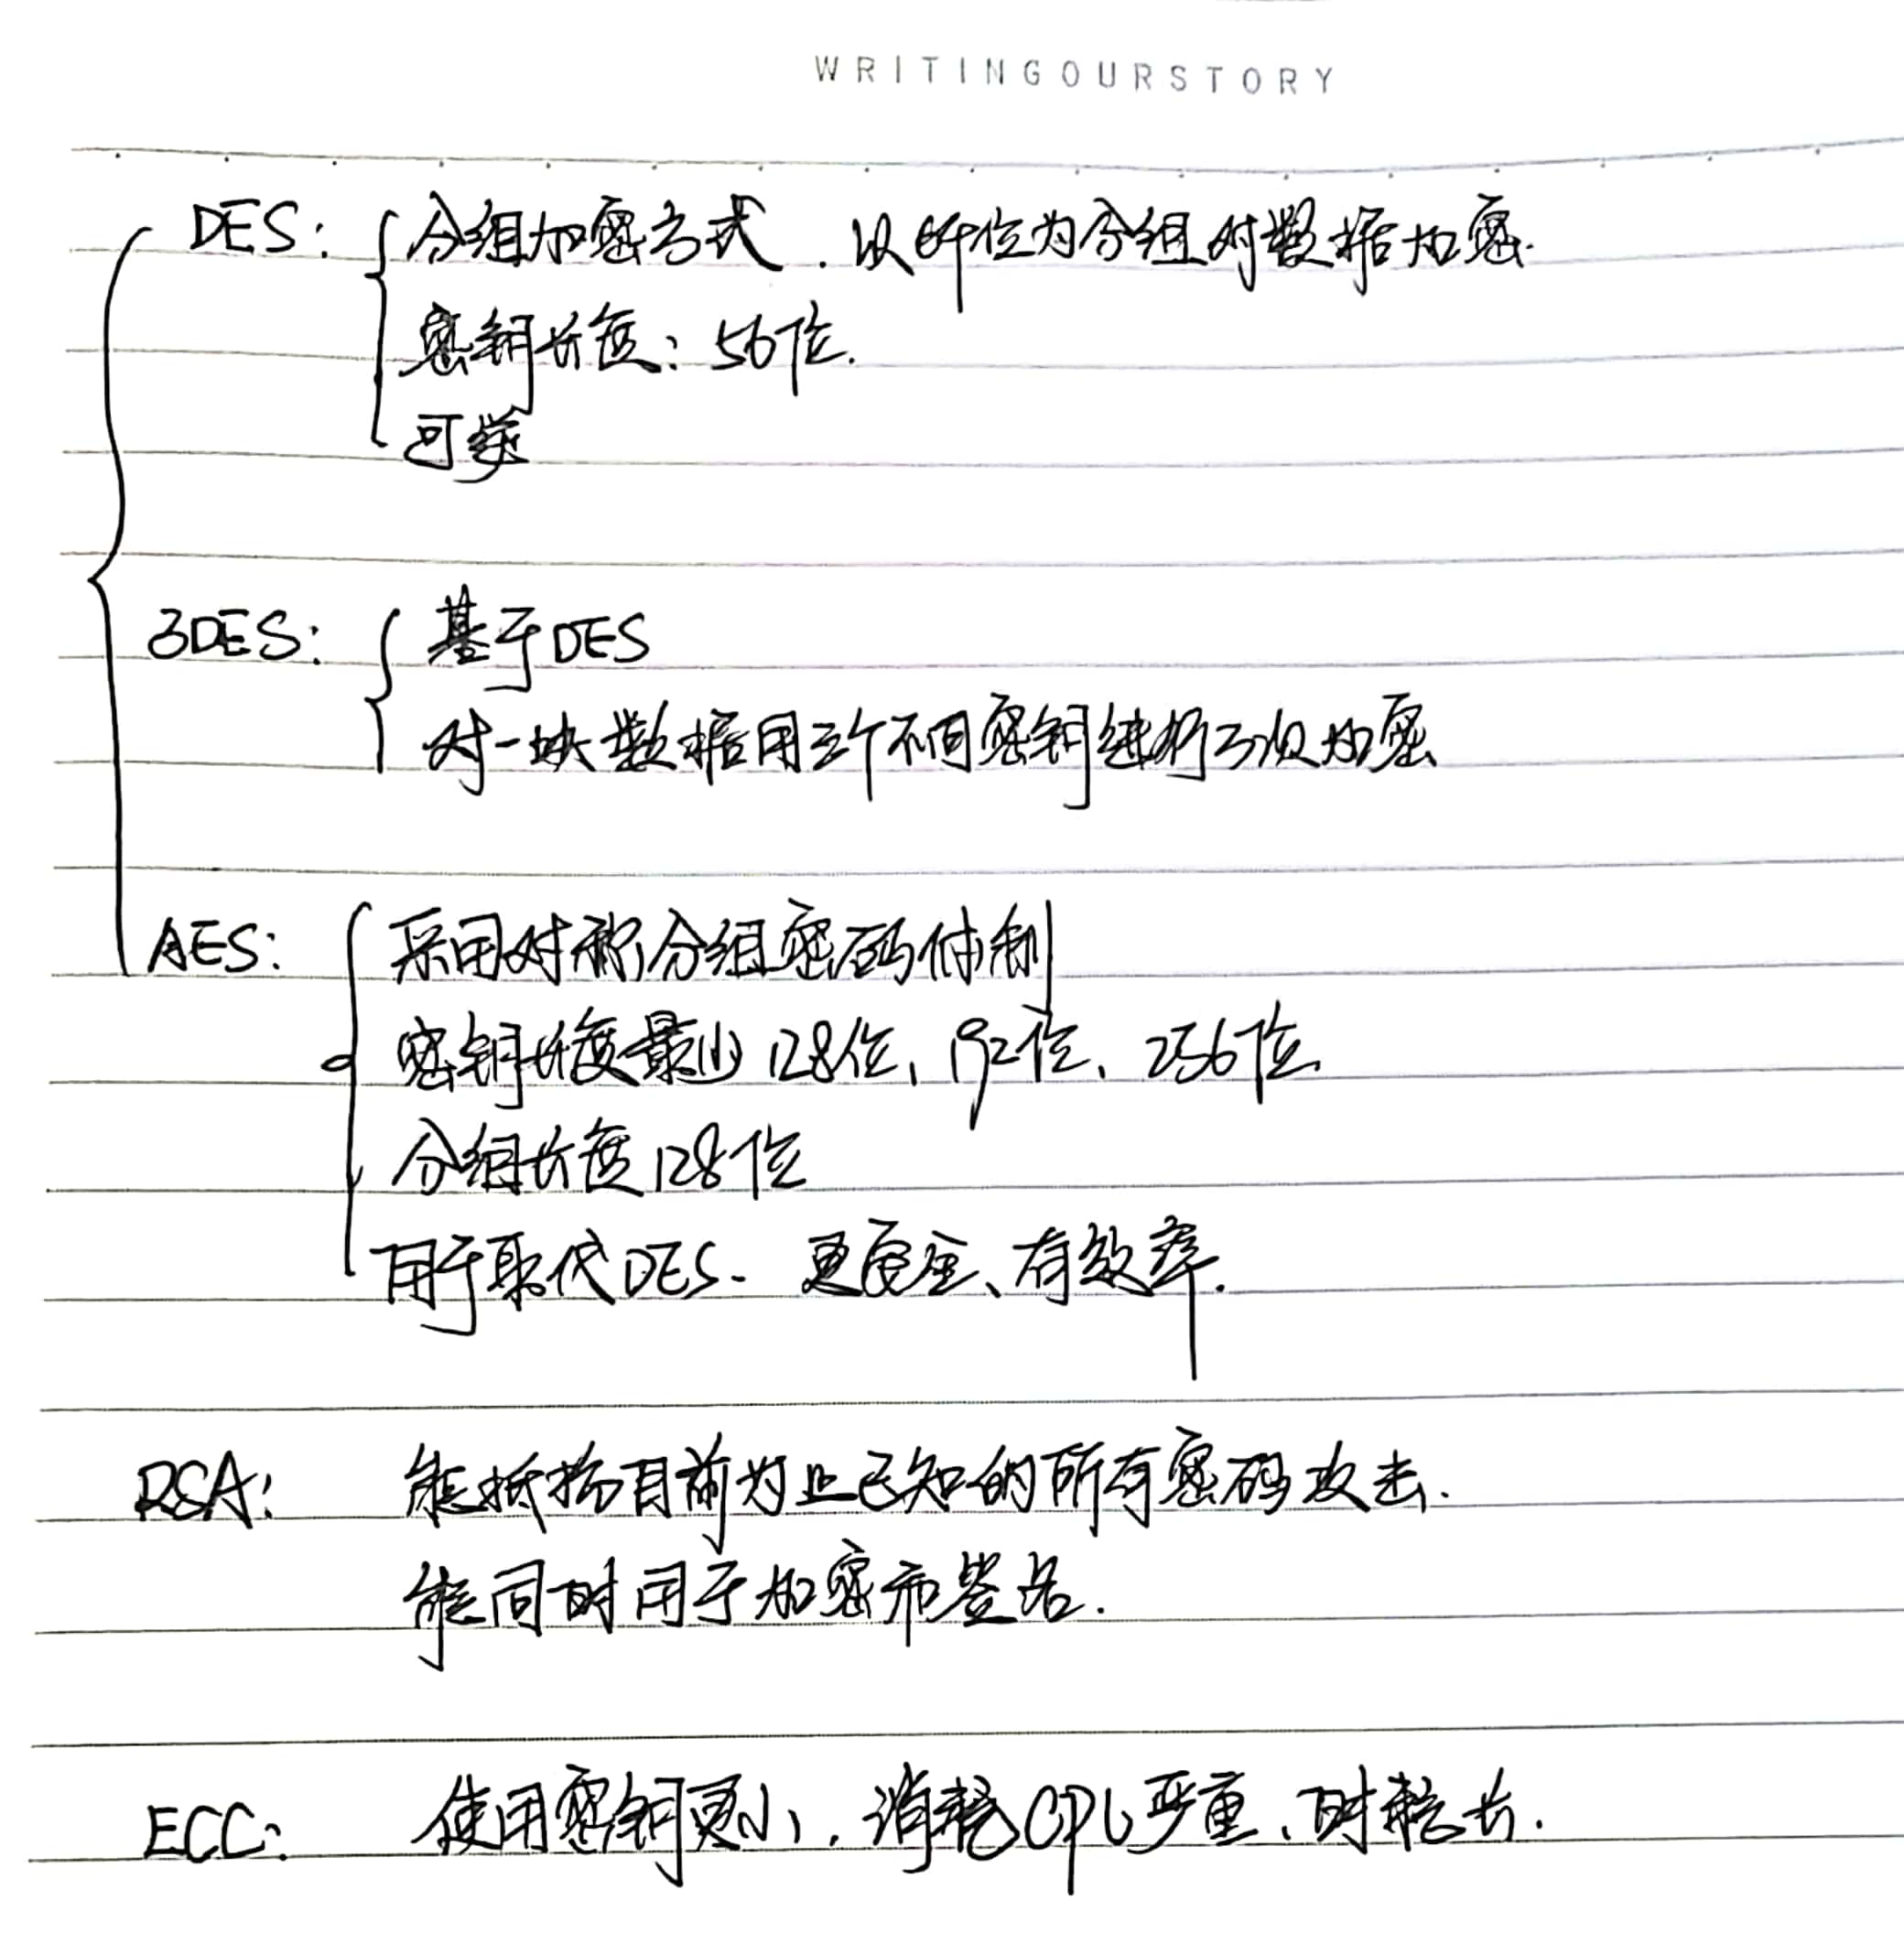 WRITINGOURSTORY
DES: 分组加密方式. 以64位为分组对数据加密.
密钥长度: 56位.
可逆
3DES: 基于DES
对一块数据用三个不同密钥进行三次加密
AES: 采用对称分组密码体制
密钥长度最少128位、192位、256位
分组长度128位
用于取代DES. 更安全、有效率.
RSA: 能抵抗目前为止已知的所有密码攻击.
能同时用于加密和签名.
ECC: 使用密钥更小, 消耗CPU严重、时耗长.